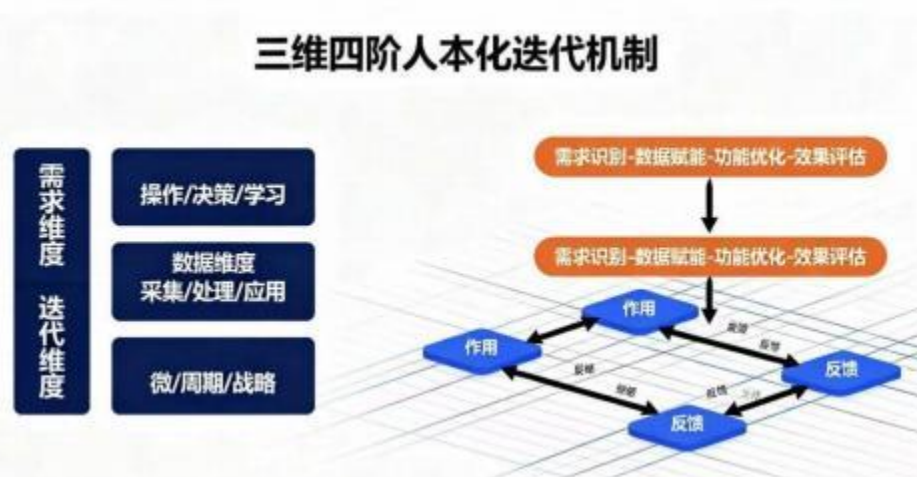 三维四阶人本化迭代机制
需求维度
迭代维度
操作/决策/学习
数据维度
采集/处理/应用
微/周期/战略
需求识别-数据赋能-功能优化-效果评估
需求识别-数据赋能-功能优化-效果评估
作用
作用
反馈
反馈
反馈